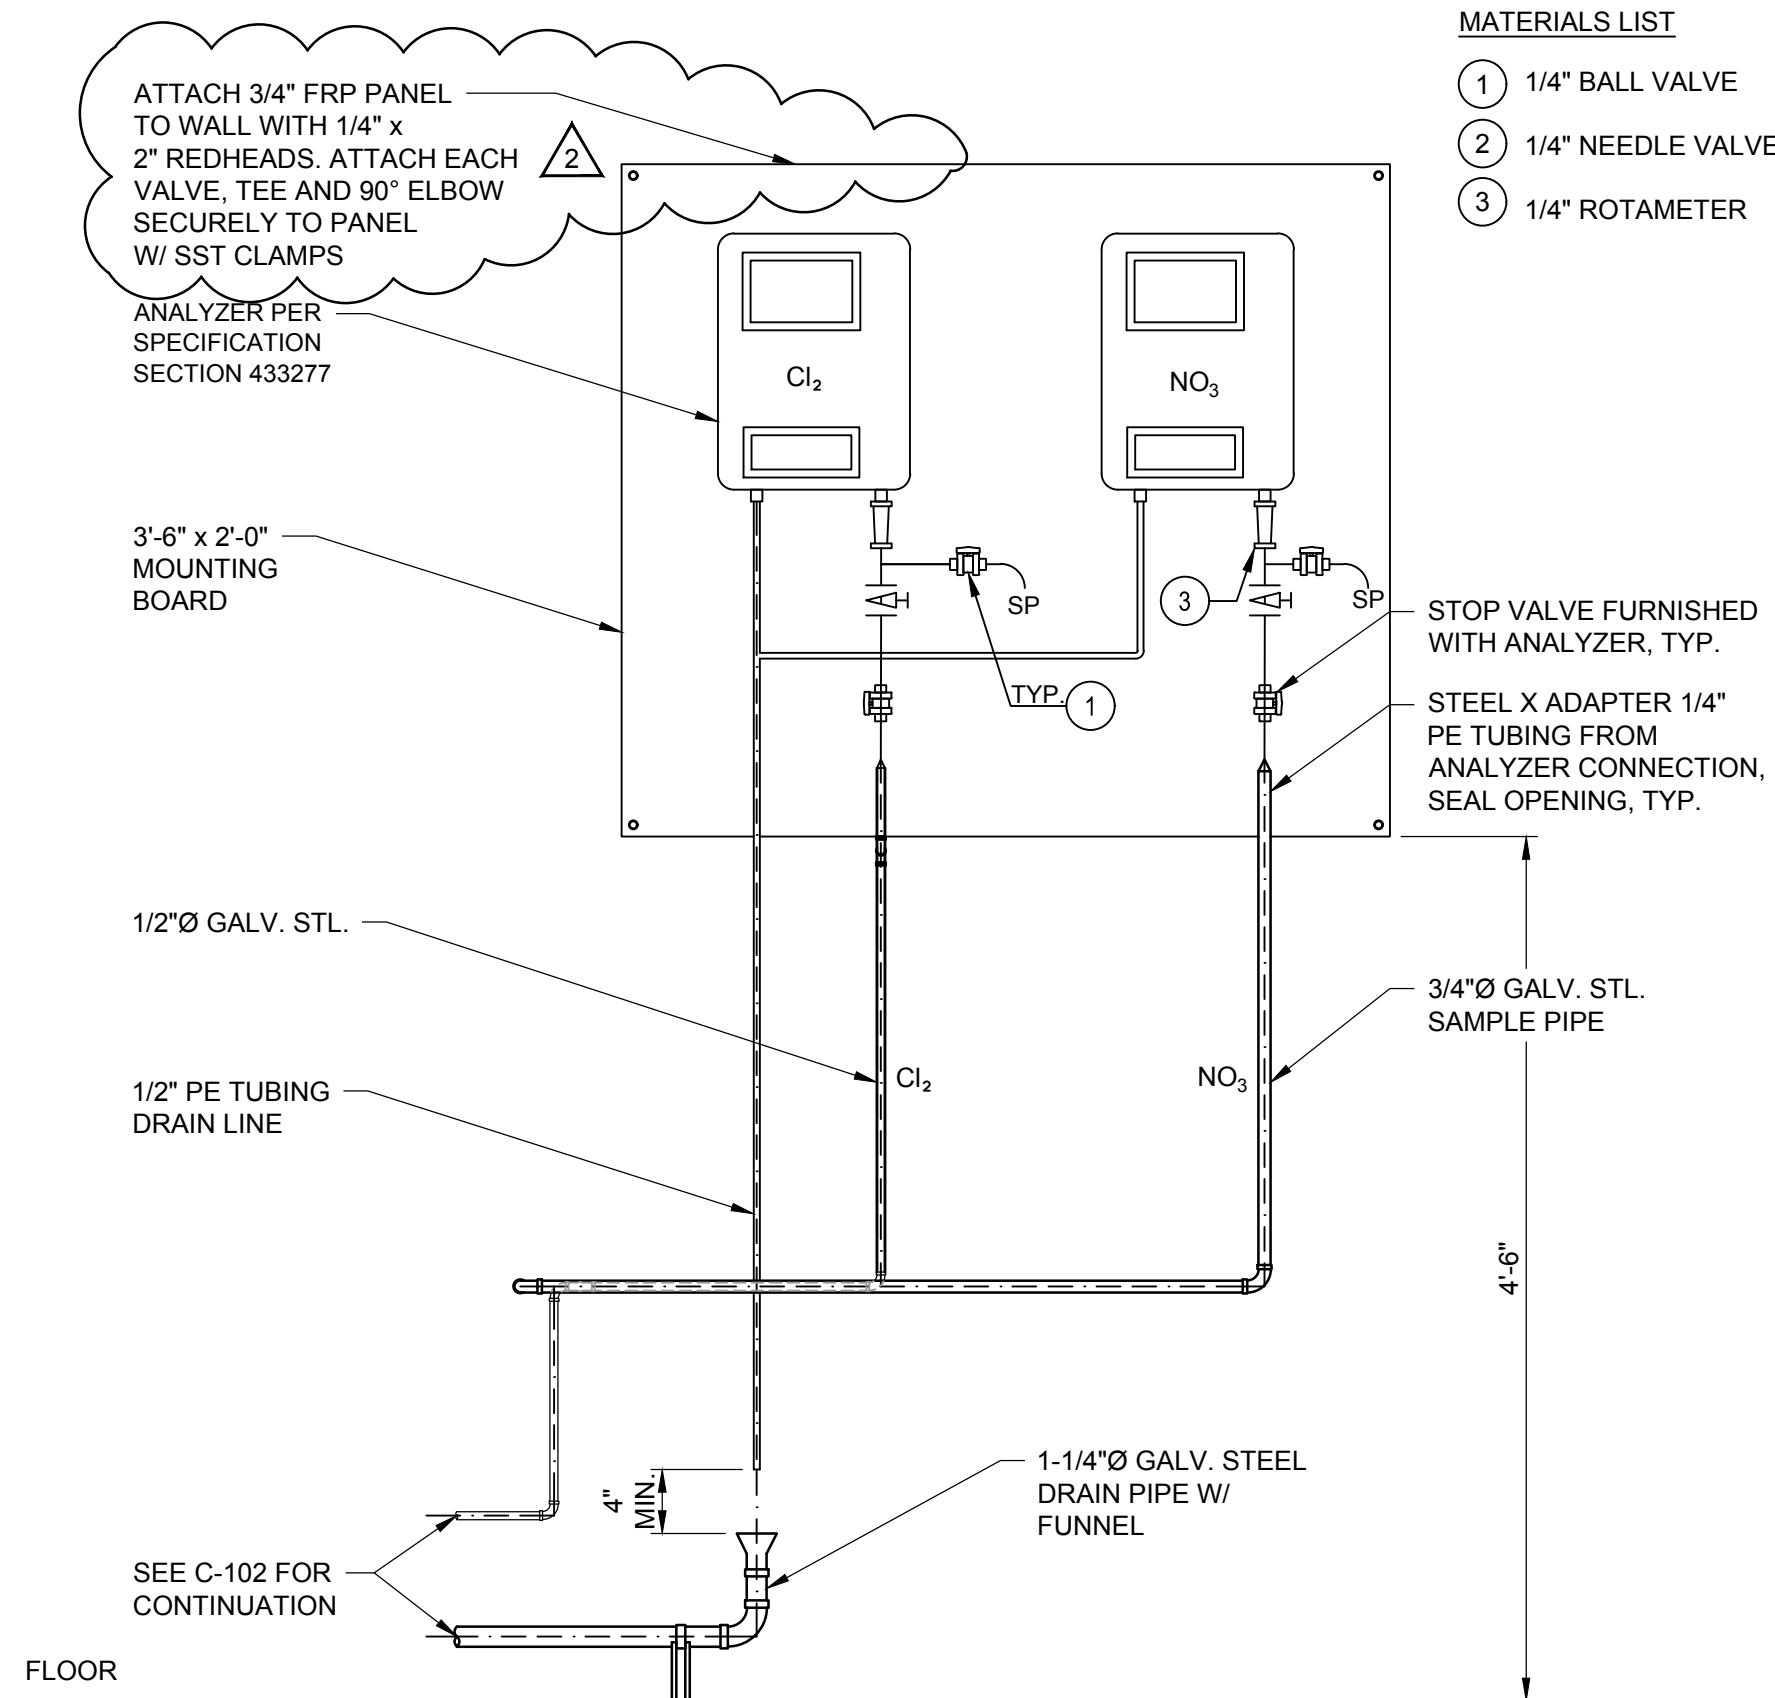 MATERIALS LIST
1 1/4" BALL VALVE
2 1/4" NEEDLE VALVE
3 1/4" ROTAMETER
ATTACH 3/4" FRP PANEL
TO WALL WITH 1/4" x
2" REDHEADS. ATTACH EACH
VALVE, TEE AND 90° ELBOW
SECURELY TO PANEL
W/ SST CLAMPS
2
ANALYZER PER
SPECIFICATION
SECTION 433277
Cl₂
NO₃
3'-6" x 2'-0"
MOUNTING
BOARD
SP
3
SP
TYP. 1
STOP VALVE FURNISHED
WITH ANALYZER, TYP.
STEEL X ADAPTER 1/4"
PE TUBING FROM
ANALYZER CONNECTION,
SEAL OPENING, TYP.
1/2"Ø GALV. STL.
3/4"Ø GALV. STL.
SAMPLE PIPE
Cl₂
NO₃
1/2" PE TUBING
DRAIN LINE
4'-6"
4"
MIN.
1-1/4"Ø GALV. STEEL
DRAIN PIPE W/
FUNNEL
SEE C-102 FOR
CONTINUATION
FLOOR